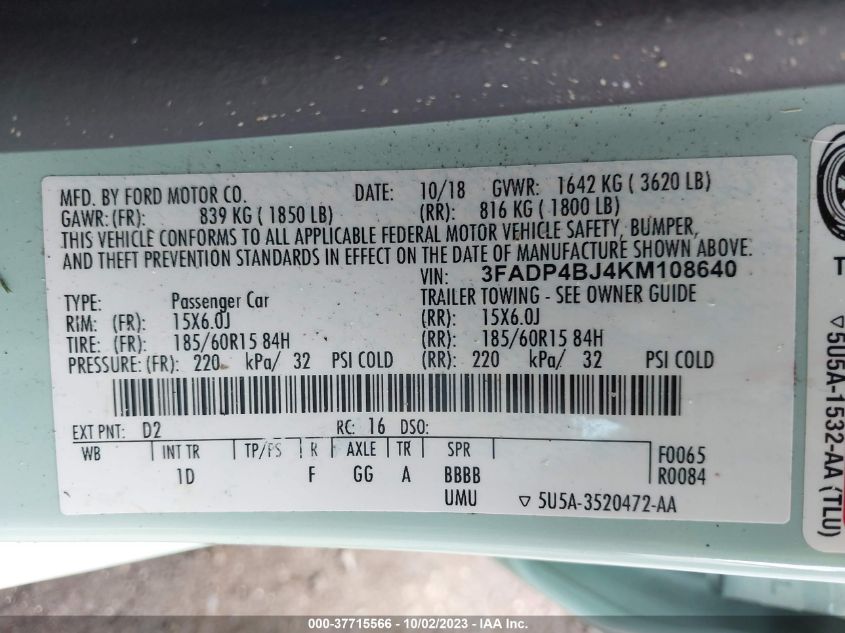 MFD. BY FORD MOTOR CO. DATE: 10/18 GVWR: 1642 KG ( 3620 LB)
GAWR: (FR): 839 KG ( 1850 LB) (RR): 816 KG ( 1800 LB)
THIS VEHICLE CONFORMS TO ALL APPLICABLE FEDERAL MOTOR VEHICLE SAFETY, BUMPER,
AND THEFT PREVENTION STANDARDS IN EFFECT ON THE DATE OF MANUFACTURE SHOWN ABOVE.
VIN: 3FADP4BJ4KM108640
TYPE: Passenger Car TRAILER TOWING - SEE OWNER GUIDE
RIM: (FR): 15X6.0J (RR): 15X6.0J
TIRE: (FR): 185/60R15 84H (RR): 185/60R15 84H
PRESSURE: (FR): 220 kPa/ 32 PSI COLD (RR): 220 kPa/ 32 PSI COLD
EXT PNT: D2 RC: 16 DSO:
WB INT TR TP/PS R AXLE TR SPR F0065
1D F GG A BBBB R0084
UMU ▽ 5U5A-3520472-AA
▽ 5U5A-1532-AA (TLU)
000-37715566 - 10/02/2023 - IAA Inc.